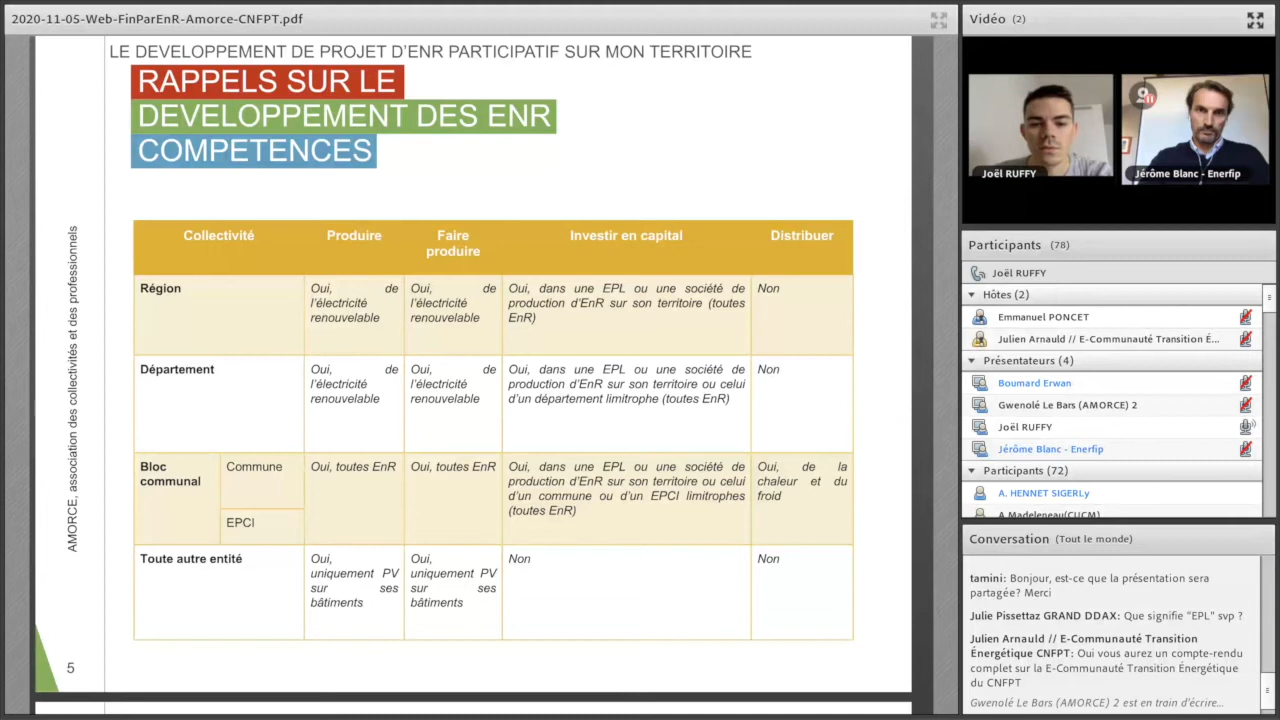 2020-11-05-Web-FinParEnR-Amorce-CNFPT.pdf
LE DEVELOPPEMENT DE PROJET D'ENR PARTICIPATIF SUR MON TERRITOIRE
RAPPELS SUR LE
DEVELOPPEMENT DES ENR
COMPETENCES
AMORCE, association des collectivités et des professionnels
Collectivité
Produire
Faire
produire
Investir en capital
Distribuer
Région
Oui, de
l'électricité
renouvelable
Oui, de
l'électricité
renouvelable
Oui, dans une EPL ou une société de
production d'EnR sur son territoire (toutes
EnR)
Non
Département
Oui, de
l'électricité
renouvelable
Oui, de
l'électricité
renouvelable
Oui, dans une EPL ou une société de
production d'EnR sur son territoire ou celui
d'un département limitrophe (toutes EnR)
Non
Bloc
communal
Commune
EPCI
Oui, toutes EnR
Oui, toutes EnR
Oui, dans une EPL ou une société de
production d'EnR sur son territoire ou celui
d'un commune ou d'un EPCI limitrophes
(toutes EnR)
Oui, de la
chaleur et du
froid
Toute autre entité
Oui,
uniquement PV
sur ses
bâtiments
Oui,
uniquement PV
sur ses
bâtiments
Non
Non
5
Vidéo (2)
Joël RUFFY
Jérôme Blanc - Enerfip
Participants (78)
Joël RUFFY
Hôtes (2)
Emmanuel PONCET
Julien Arnauld // E-Communauté Transition É...
Présentateurs (4)
Boumard Erwan
Gwenolé Le Bars (AMORCE) 2
Joël RUFFY
Jérôme Blanc - Enerfip
Participants (72)
A. HENNET SIGERLy
A Madeleneau(CUCM)
Conversation (Tout le monde)
tamini: Bonjour, est-ce que la présentation sera
partagée? Merci
Julie Pissettaz GRAND DDAX: Que signifie "EPL" svp ?
Julien Arnauld // E-Communauté Transition
Énergétique CNFPT: Oui vous aurez un compte-rendu
complet sur la E-Communauté Transition Énergétique
du CNFPT
Gwenolé Le Bars (AMORCE) 2 est en train d'écrire...